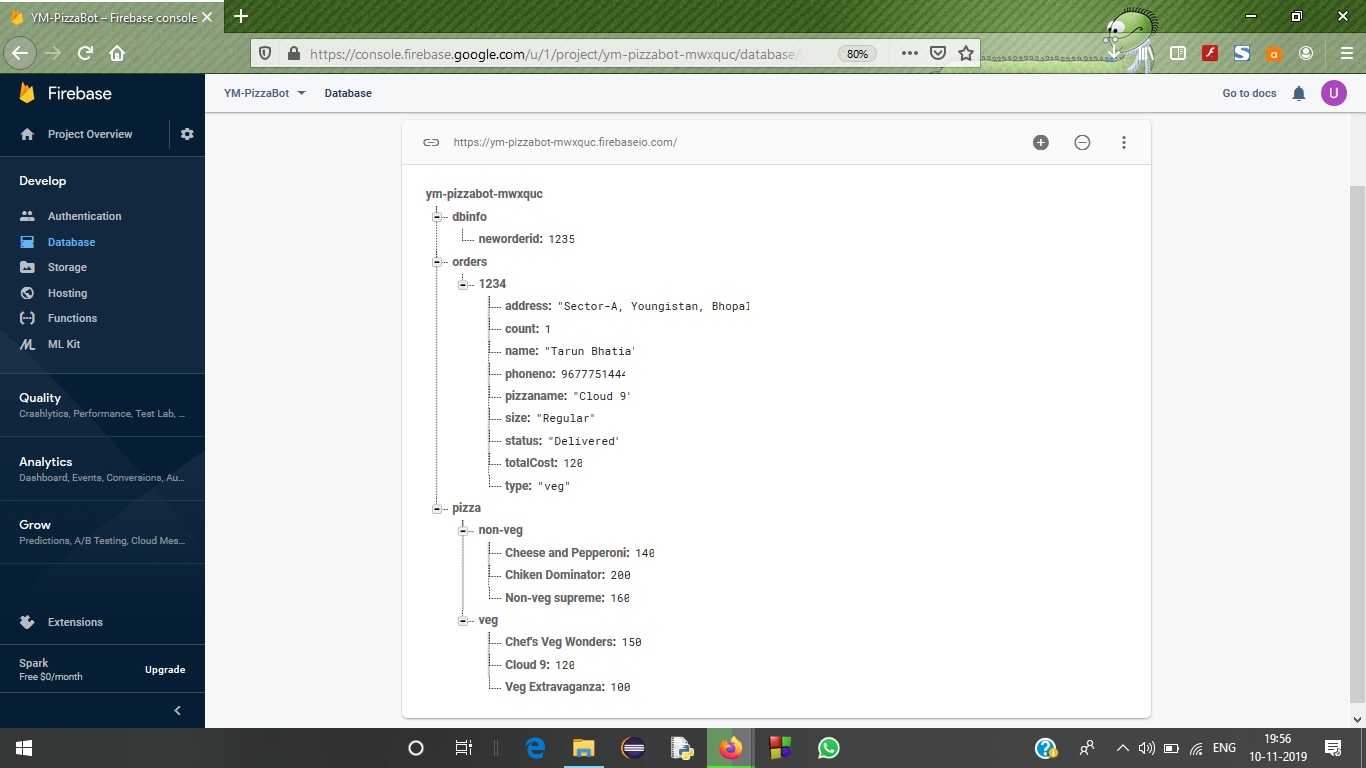 YM-PizzaBot – Firebase console
https://console.firebase.google.com/u/1/project/ym-pizzabot-mwxquc/database/
80%
Firebase
YM-PizzaBot
Database
Go to docs
U
Project Overview
Develop
Authentication
Database
Storage
Hosting
Functions
ML Kit
Quality
Crashlytics, Performance, Test Lab, ...
Analytics
Dashboard, Events, Conversions, Au...
Grow
Predictions, A/B Testing, Cloud Mes...
Extensions
Spark
Free $0/month
Upgrade
https://ym-pizzabot-mwxquc.firebaseio.com/
ym-pizzabot-mwxquc
dbinfo
neworderid: 1235
orders
1234
address: "Sector-A, Youngistan, Bhopal
count: 1
name: "Tarun Bhatia"
phoneno: 9677751444
pizzaname: "Cloud 9"
size: "Regular"
status: "Delivered"
totalCost: 120
type: "veg"
pizza
non-veg
Cheese and Pepperoni: 140
Chiken Dominator: 200
Non-veg supreme: 160
veg
Chef's Veg Wonders: 150
Cloud 9: 120
Veg Extravaganza: 100
ENG
19:56
10-11-2019